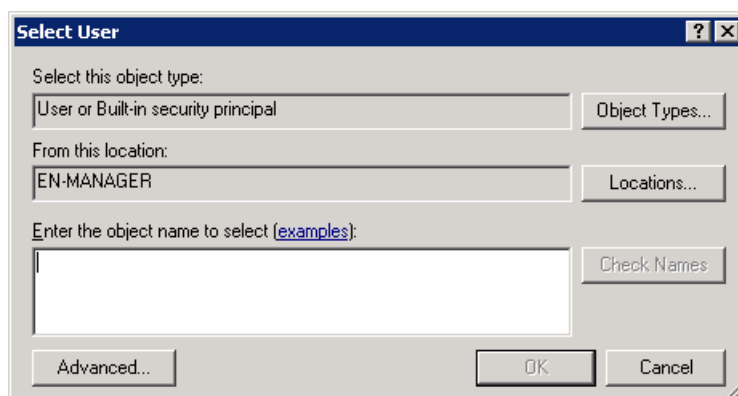 Select User
Select this object type:
User or Built-in security principal
Object Types...
From this location:
EN-MANAGER
Locations...
Enter the object name to select (examples):
Check Names
Advanced...
OK
Cancel